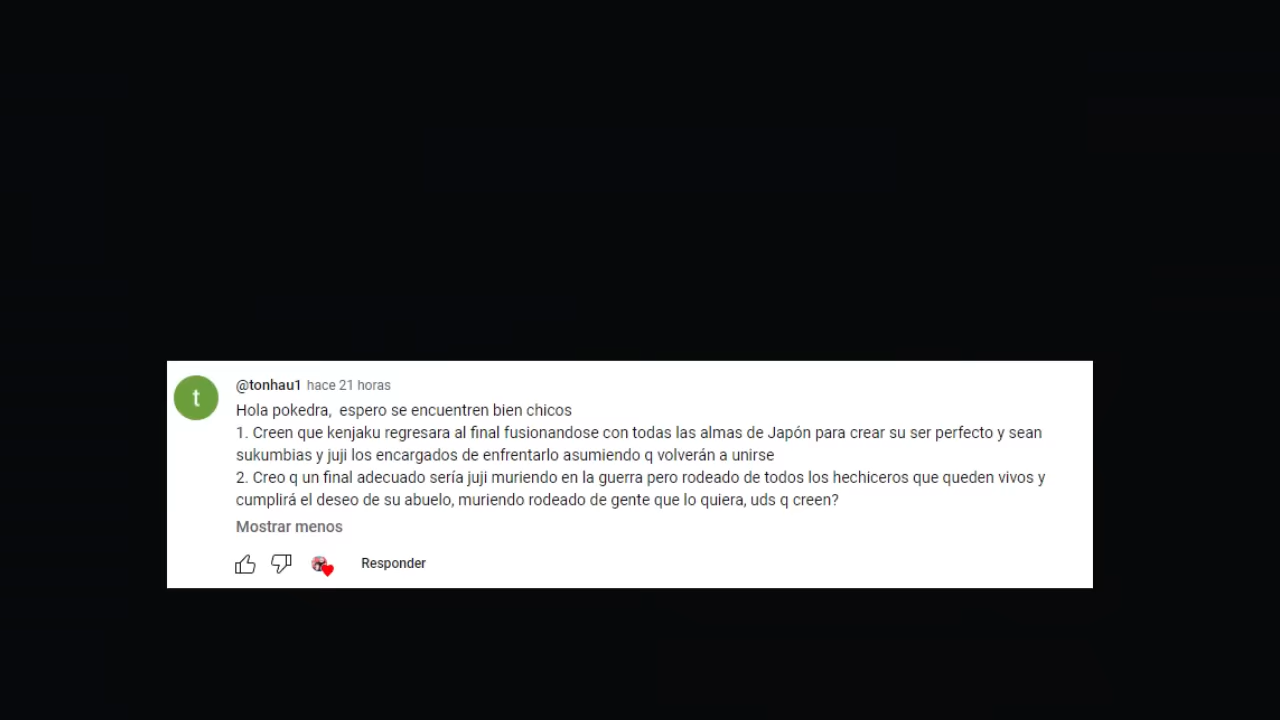 t
@tonhau1 hace 21 horas
Hola pokedra, espero se encuentren bien chicos
1. Creen que kenjaku regresara al final fusionandose con todas las almas de Japón para crear su ser perfecto y sean
sukumbias y juji los encargados de enfrentarlo asumiendo q volverán a unirse
2. Creo q un final adecuado sería juji muriendo en la guerra pero rodeado de todos los hechiceros que queden vivos y
cumplirá el deseo de su abuelo, muriendo rodeado de gente que lo quiera, uds q creen?
Mostrar menos
Responder